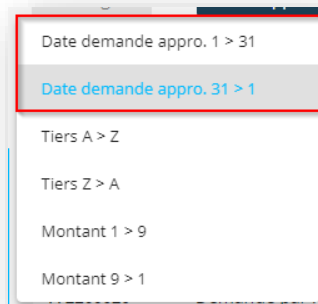 Date demande appro. 1 > 31
Date demande appro. 31 > 1
Tiers A > Z
Tiers Z > A
Montant 1 > 9
Montant 9 > 1